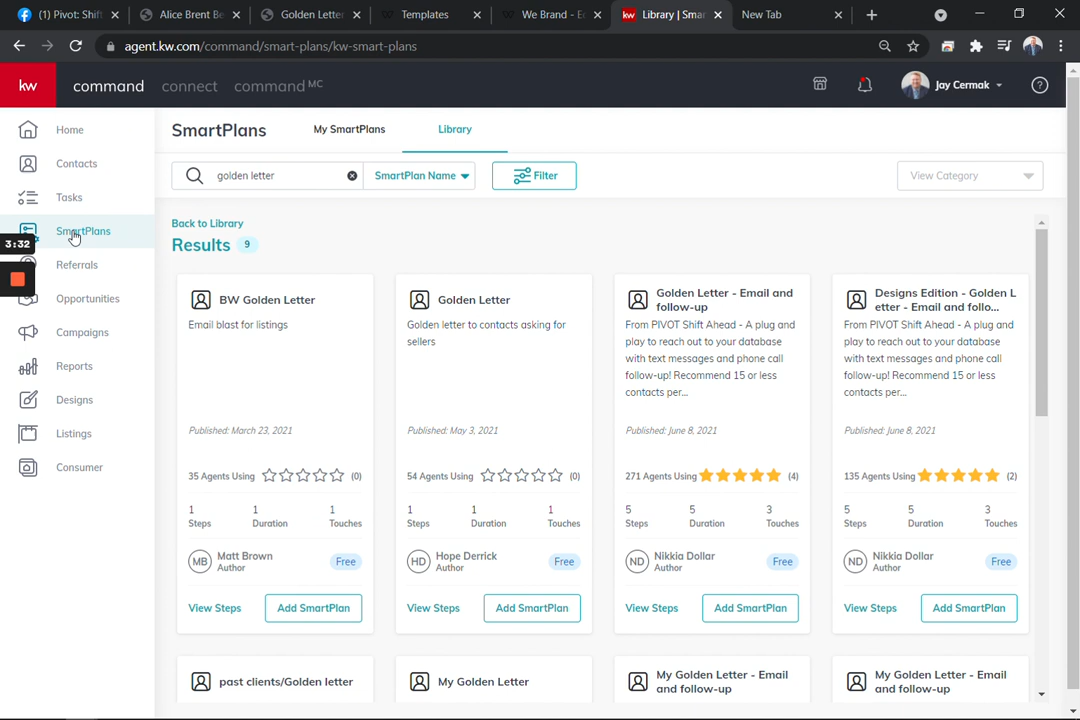 (1) Pivot: Shift
Alice Brent Be
Golden Letter
Templates
We Brand - E
Library | Smar
New Tab
agent.kw.com/command/smart-plans/kw-smart-plans
kw
command
connect
command MC
Jay Cermak
Home
Contacts
Tasks
SmartPlans
3:32
Referrals
Opportunities
Campaigns
Reports
Designs
Listings
Consumer
SmartPlans
My SmartPlans
Library
golden letter
SmartPlan Name
Filter
View Category
Back to Library
Results 9
BW Golden Letter
Email blast for listings
Published: March 23, 2021
35 Agents Using (0)
1 1 1
Steps Duration Touches
MB Matt Brown
Author
Free
View Steps
Add SmartPlan
Golden Letter
Golden letter to contacts asking for
sellers
Published: May 3, 2021
54 Agents Using (0)
1 1 1
Steps Duration Touches
HD Hope Derrick
Author
Free
View Steps
Add SmartPlan
Golden Letter - Email and
follow-up
From PIVOT Shift Ahead - A plug and
play to reach out to your database
with text messages and phone call
follow-up! Recommend 15 or less
contacts per...
Published: June 8, 2021
271 Agents Using (4)
5 5 3
Steps Duration Touches
ND Nikkia Dollar
Author
Free
View Steps
Add SmartPlan
Designs Edition - Golden L
etter - Email and follo...
From PIVOT Shift Ahead - A plug and
play to reach out to your database
with text messages and phone call
follow-up! Recommend 15 or less
contacts per...
Published: June 8, 2021
135 Agents Using (2)
5 5 3
Steps Duration Touches
ND Nikkia Dollar
Author
Free
View Steps
Add SmartPlan
past clients/Golden letter
My Golden Letter
My Golden Letter - Email
and follow-up
My Golden Letter - Email
and follow-up